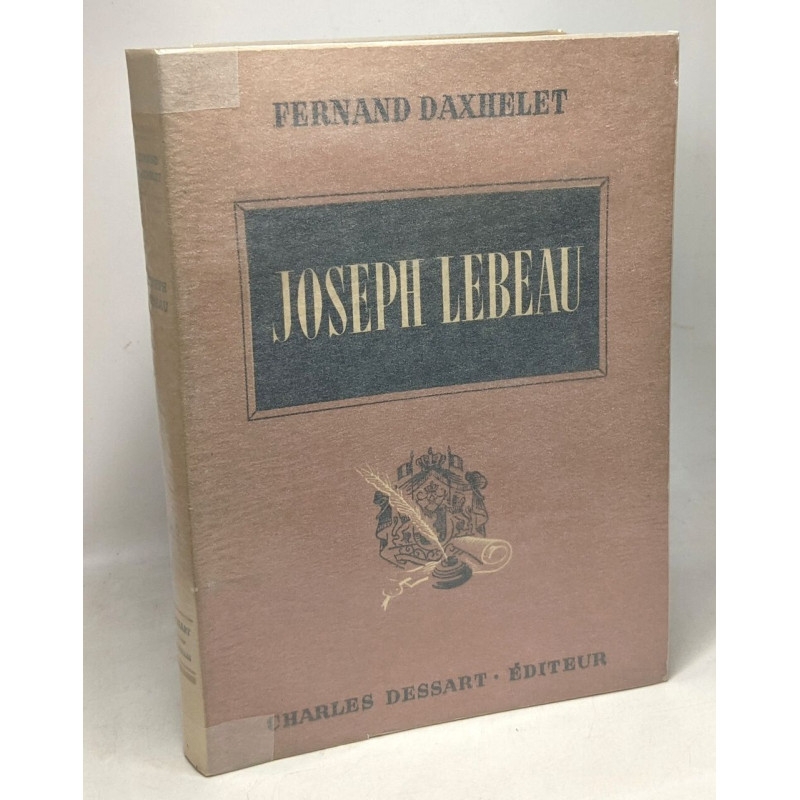 FERNAND DAXHELET
JOSEPH LEBEAU
CHARLES DESSART · ÉDITEUR